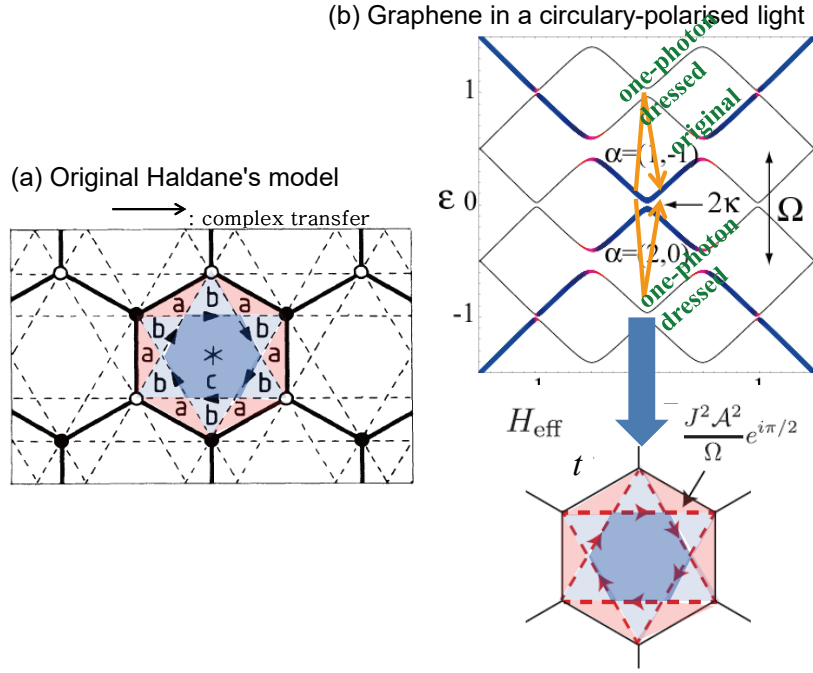 (b) Graphene in a circulary-polarised light
one-photon
dressed
original
1
α=(1,-1)
ε
0
2κ
Ω
α=(2,0)
one-photon
dressed
-1
1
1
(a) Original Haldane's model
: complex transfer
a
b
a
b
b
a
*
a
b
c
b
a
b
a
H_eff
t
J²A²/Ω e^{iπ/2}